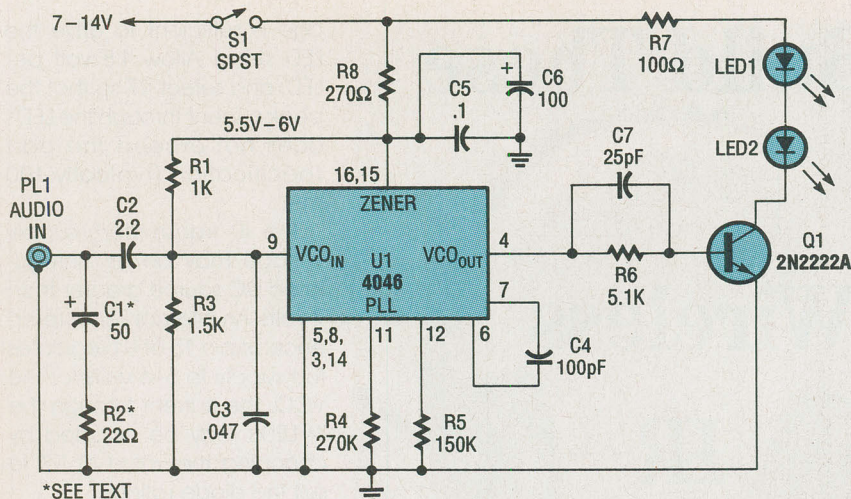 7–14V
S1
SPST
R8
270Ω
R7
100Ω
LED1
LED2
C5
.1
+
C6
100
5.5V–6V
R1
1K
C7
25pF
PL1
AUDIO
IN
C2
2.2
16,15
ZENER
9
VCOIN
U1
4046
PLL
VCOOUT
4
R6
5.1K
Q1
2N2222A
7
6
C4
100pF
+
C1*
50
R3
1.5K
5,8,
3,14
11
12
R2*
22Ω
C3
.047
R4
270K
R5
150K
*SEE TEXT